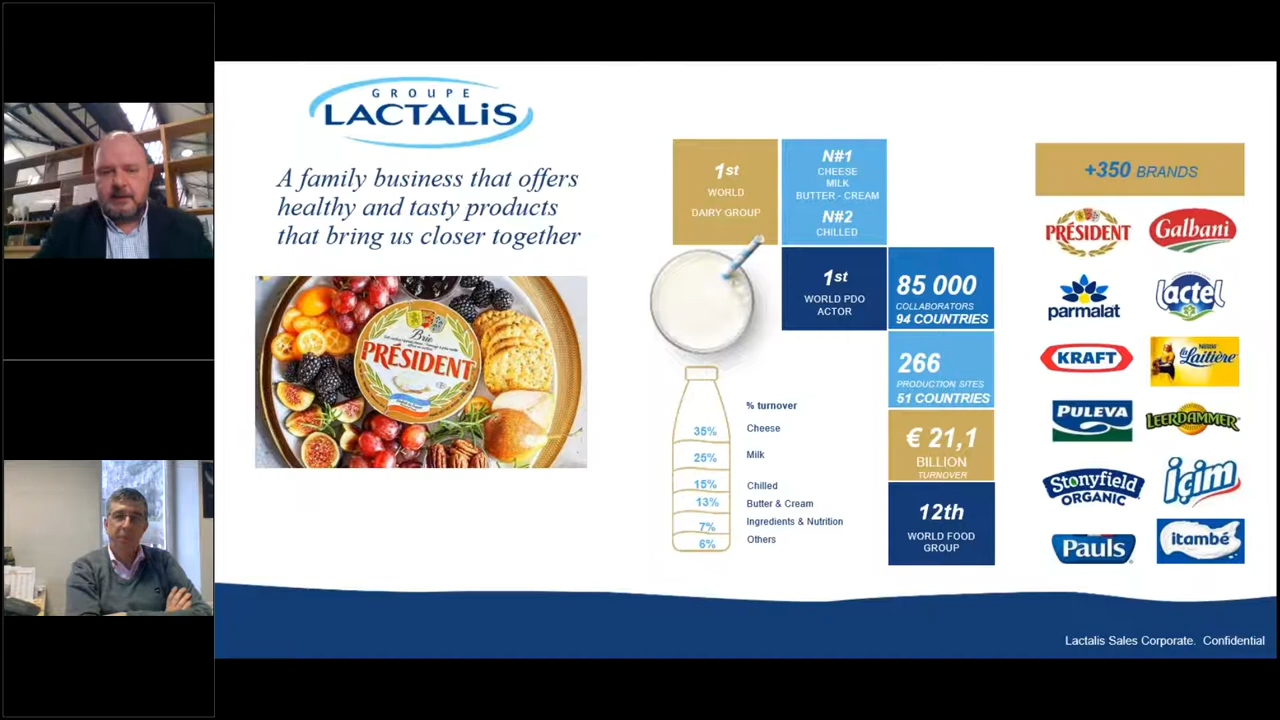 GROUPE
LACTALiS
A family business that offers
healthy and tasty products
that bring us closer together
Brie
PRÉSIDENT
1st
WORLD
DAIRY GROUP
N#1
CHEESE
MILK
BUTTER - CREAM
N#2
CHILLED
1st
WORLD PDO
ACTOR
85 000
COLLABORATORS
94 COUNTRIES
266
PRODUCTION SITES
51 COUNTRIES
€ 21,1
BILLION
TURNOVER
12th
WORLD FOOD
GROUP
% turnover
35% Cheese
25% Milk
15% Chilled
13% Butter & Cream
7% Ingredients & Nutrition
6% Others
+350 BRANDS
PRÉSIDENT
Galbani
parmalat
lactel
KRAFT
Nestlé
la Laitière
PULEVA
LEERDAMMER
Stonyfield
ORGANIC
içim
Pauls
itambé
Lactalis Sales Corporate. Confidential